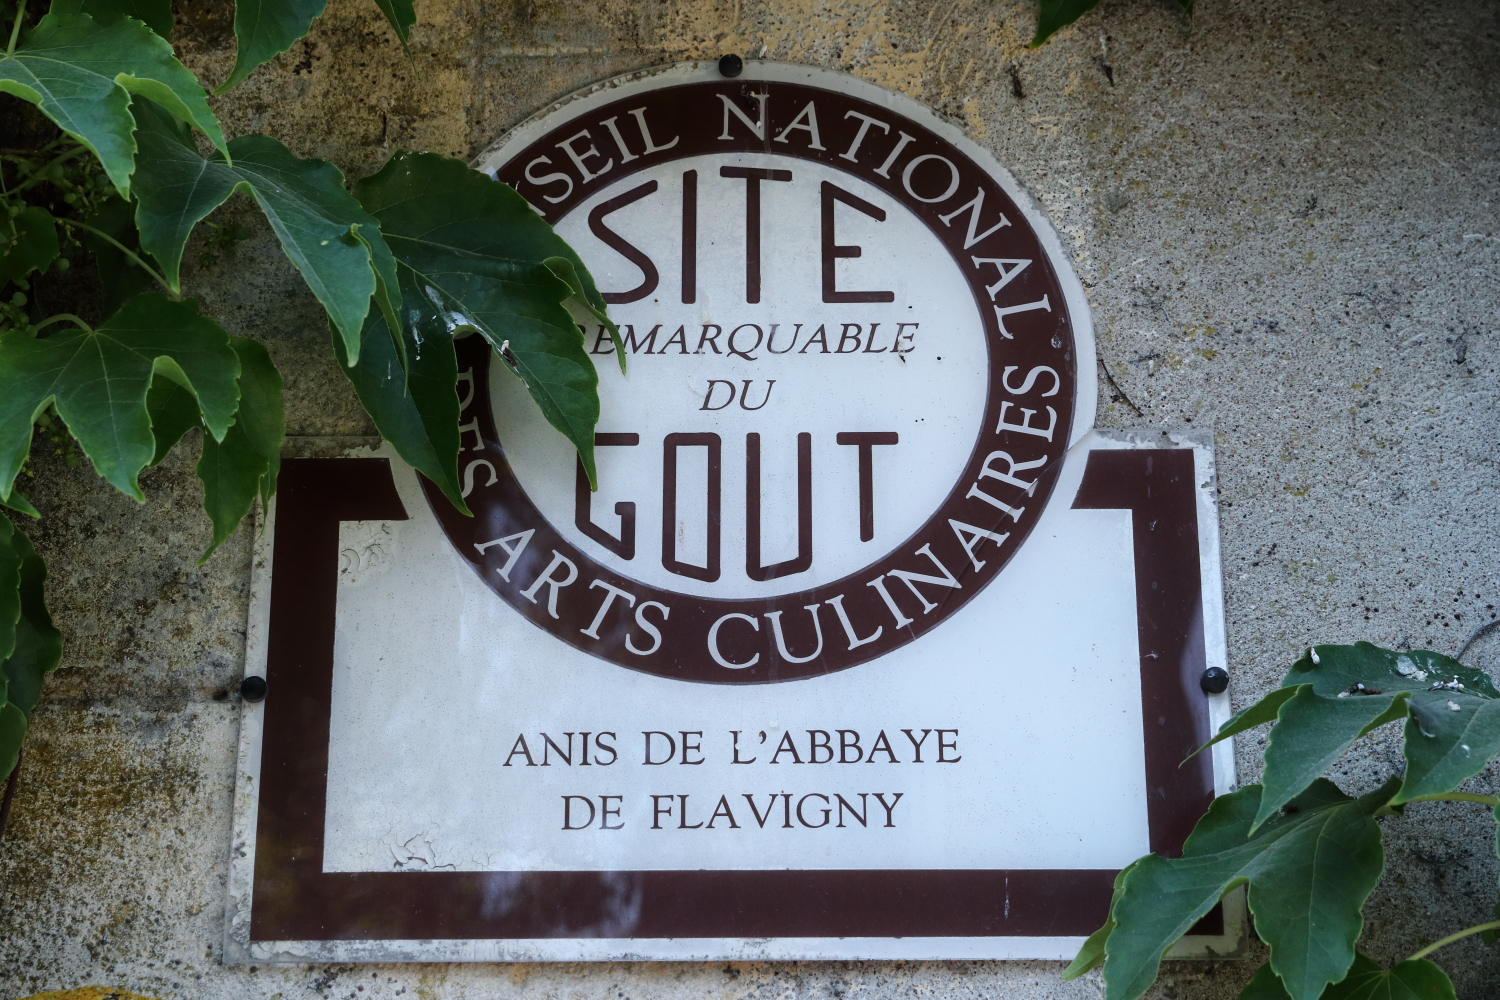 NATIONAL
DES ARTS CULINAIRES
SITE
REMARQUABLE
DU
GOUT
ANIS DE L'ABBAYE
DE FLAVIGNY